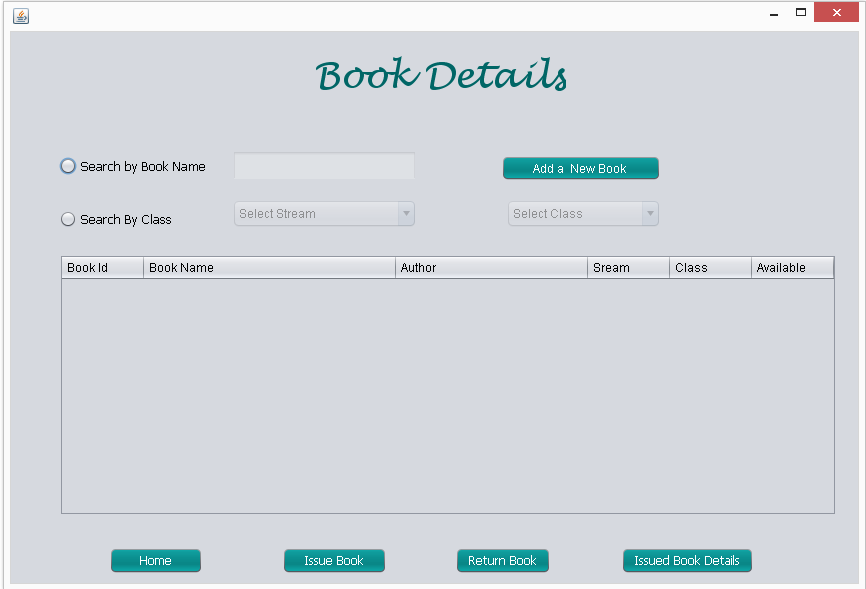 Book Details
Search by Book Name
Add a New Book
Search By Class
Select Stream
Select Class
Book Id Book Name Author Sream Class Available
Home Issue Book Return Book Issued Book Details